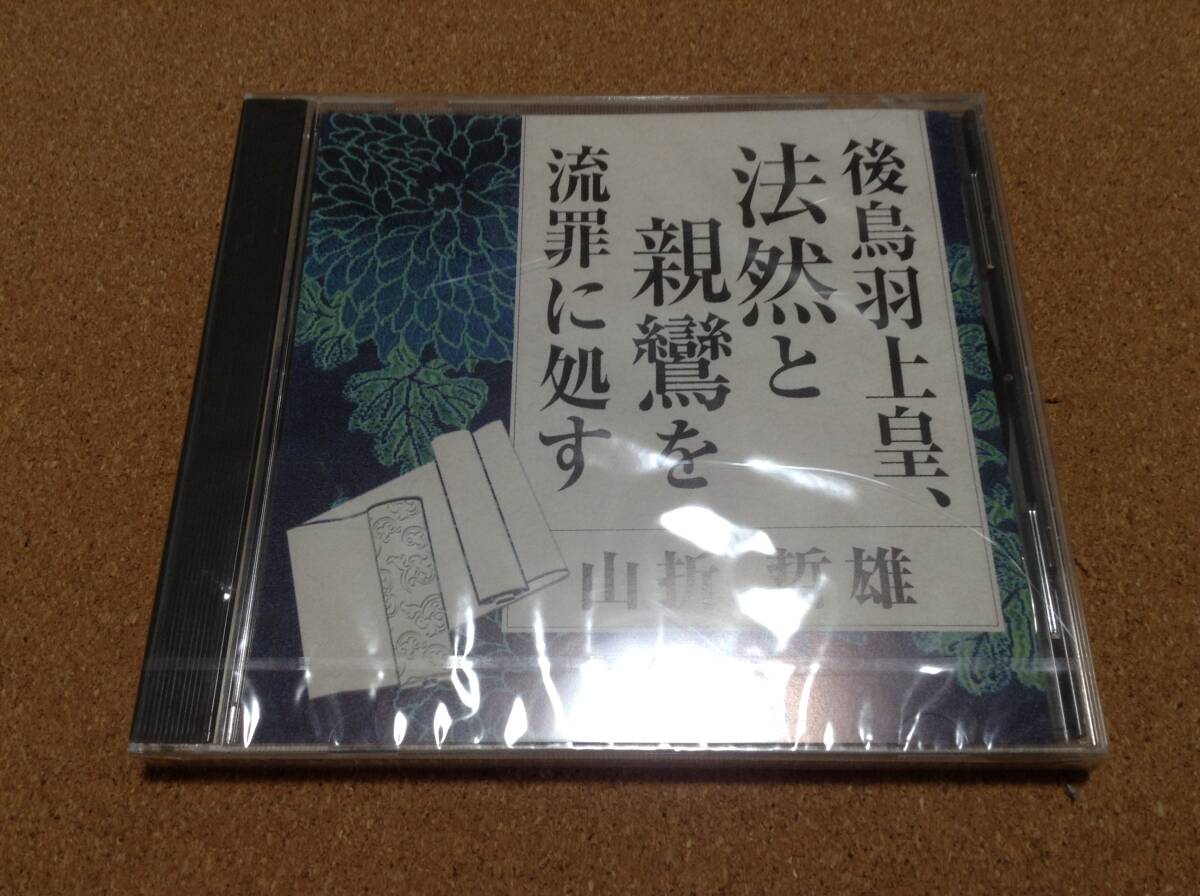 後鳥羽上皇、
法然と
親鸞を
流罪に処す
山折 哲雄